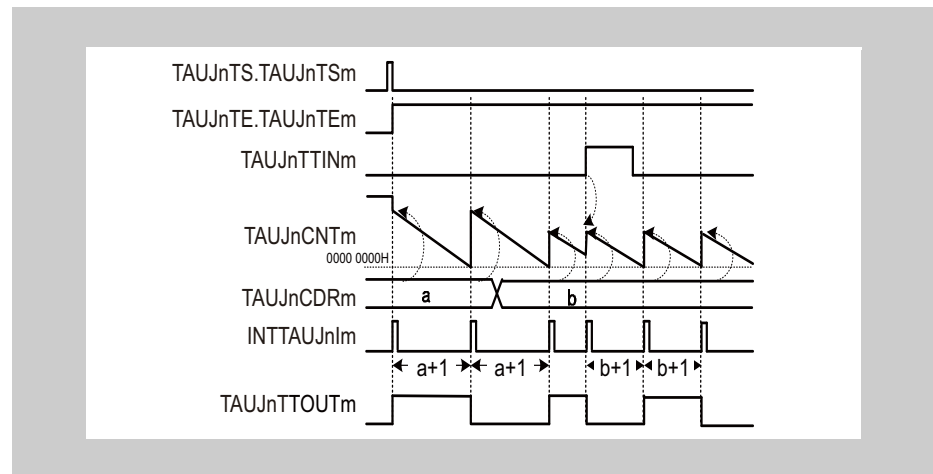 TAUJnTS.TAUJnTSm
TAUJnTE.TAUJnTEm
TAUJnTTINm
TAUJnCNTm
0000 0000H
TAUJnCDRm
a
b
INTTAUJnIm
a+1
a+1
b+1
b+1
TAUJnTTOUTm